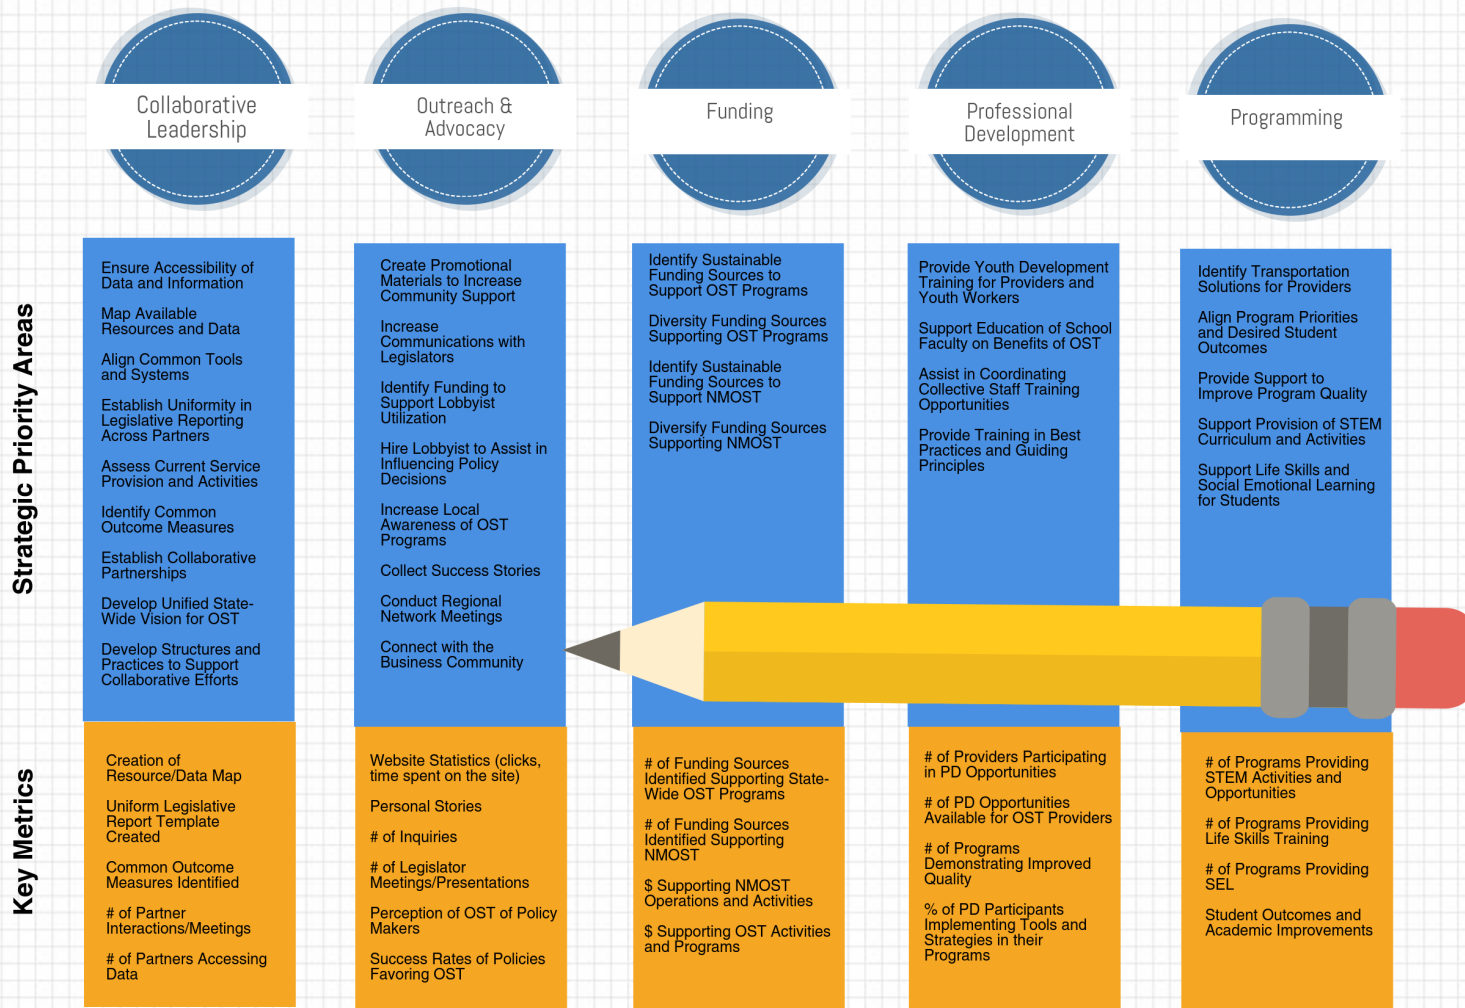 Collaborative
Leadership
Outreach &
Advocacy
Funding
Professional
Development
Programming
Strategic Priority Areas
Ensure Accessibility of
Data and Information
Map Available
Resources and Data
Align Common Tools
and Systems
Establish Uniformity in
Legislative Reporting
Across Partners
Assess Current Service
Provision and Activities
Identify Common
Outcome Measures
Establish Collaborative
Partnerships
Develop Unified State-
Wide Vision for OST
Develop Structures and
Practices to Support
Collaborative Efforts
Create Promotional
Materials to Increase
Community Support
Increase
Communications with
Legislators
Identify Funding to
Support Lobbyist
Utilization
Hire Lobbyist to Assist in
Influencing Policy
Decisions
Increase Local
Awareness of OST
Programs
Collect Success Stories
Conduct Regional
Network Meetings
Connect with the
Business Community
Identify Sustainable
Funding Sources to
Support OST Programs
Diversity Funding Sources
Supporting OST Programs
Identify Sustainable
Funding Sources to
Support NMOST
Diversify Funding Sources
Supporting NMOST
Provide Youth Development
Training for Providers and
Youth Workers
Support Education of School
Faculty on Benefits of OST
Assist in Coordinating
Collective Staff Training
Opportunities
Provide Training in Best
Practices and Guiding
Principles
Identify Transportation
Solutions for Providers
Align Program Priorities
and Desired Student
Outcomes
Provide Support to
Improve Program Quality
Support Provision of STEM
Curriculum and Activities
Support Life Skills and
Social Emotional Learning
for Students
Key Metrics
Creation of
Resource/Data Map
Uniform Legislative
Report Template
Created
Common Outcome
Measures Identified
# of Partner
Interactions/Meetings
# of Partners Accessing
Data
Website Statistics (clicks,
time spent on the site)
Personal Stories
# of Inquiries
# of Legislator
Meetings/Presentations
Perception of OST of Policy
Makers
Success Rates of Policies
Favoring OST
# of Funding Sources
Identified Supporting State-
Wide OST Programs
# of Funding Sources
Identified Supporting
NMOST
$ Supporting NMOST
Operations and Activities
$ Supporting OST Activities
and Programs
# of Providers Participating
in PD Opportunities
# of PD Opportunities
Available for OST Providers
# of Programs
Demonstrating Improved
Quality
% of PD Participants
Implementing Tools and
Strategies in their
Programs
# of Programs Providing
STEM Activities and
Opportunities
# of Programs Providing
Life Skills Training
# of Programs Providing
SEL
Student Outcomes and
Academic Improvements